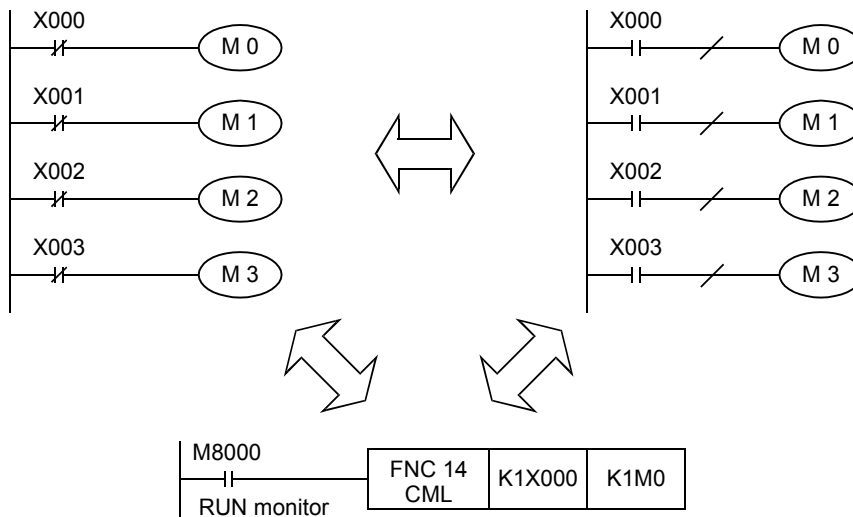 X000
M 0
X001
M 1
X002
M 2
X003
M 3
X000
M 0
X001
M 1
X002
M 2
X003
M 3
M8000
RUN monitor
FNC 14
CML
K1X000
K1M0